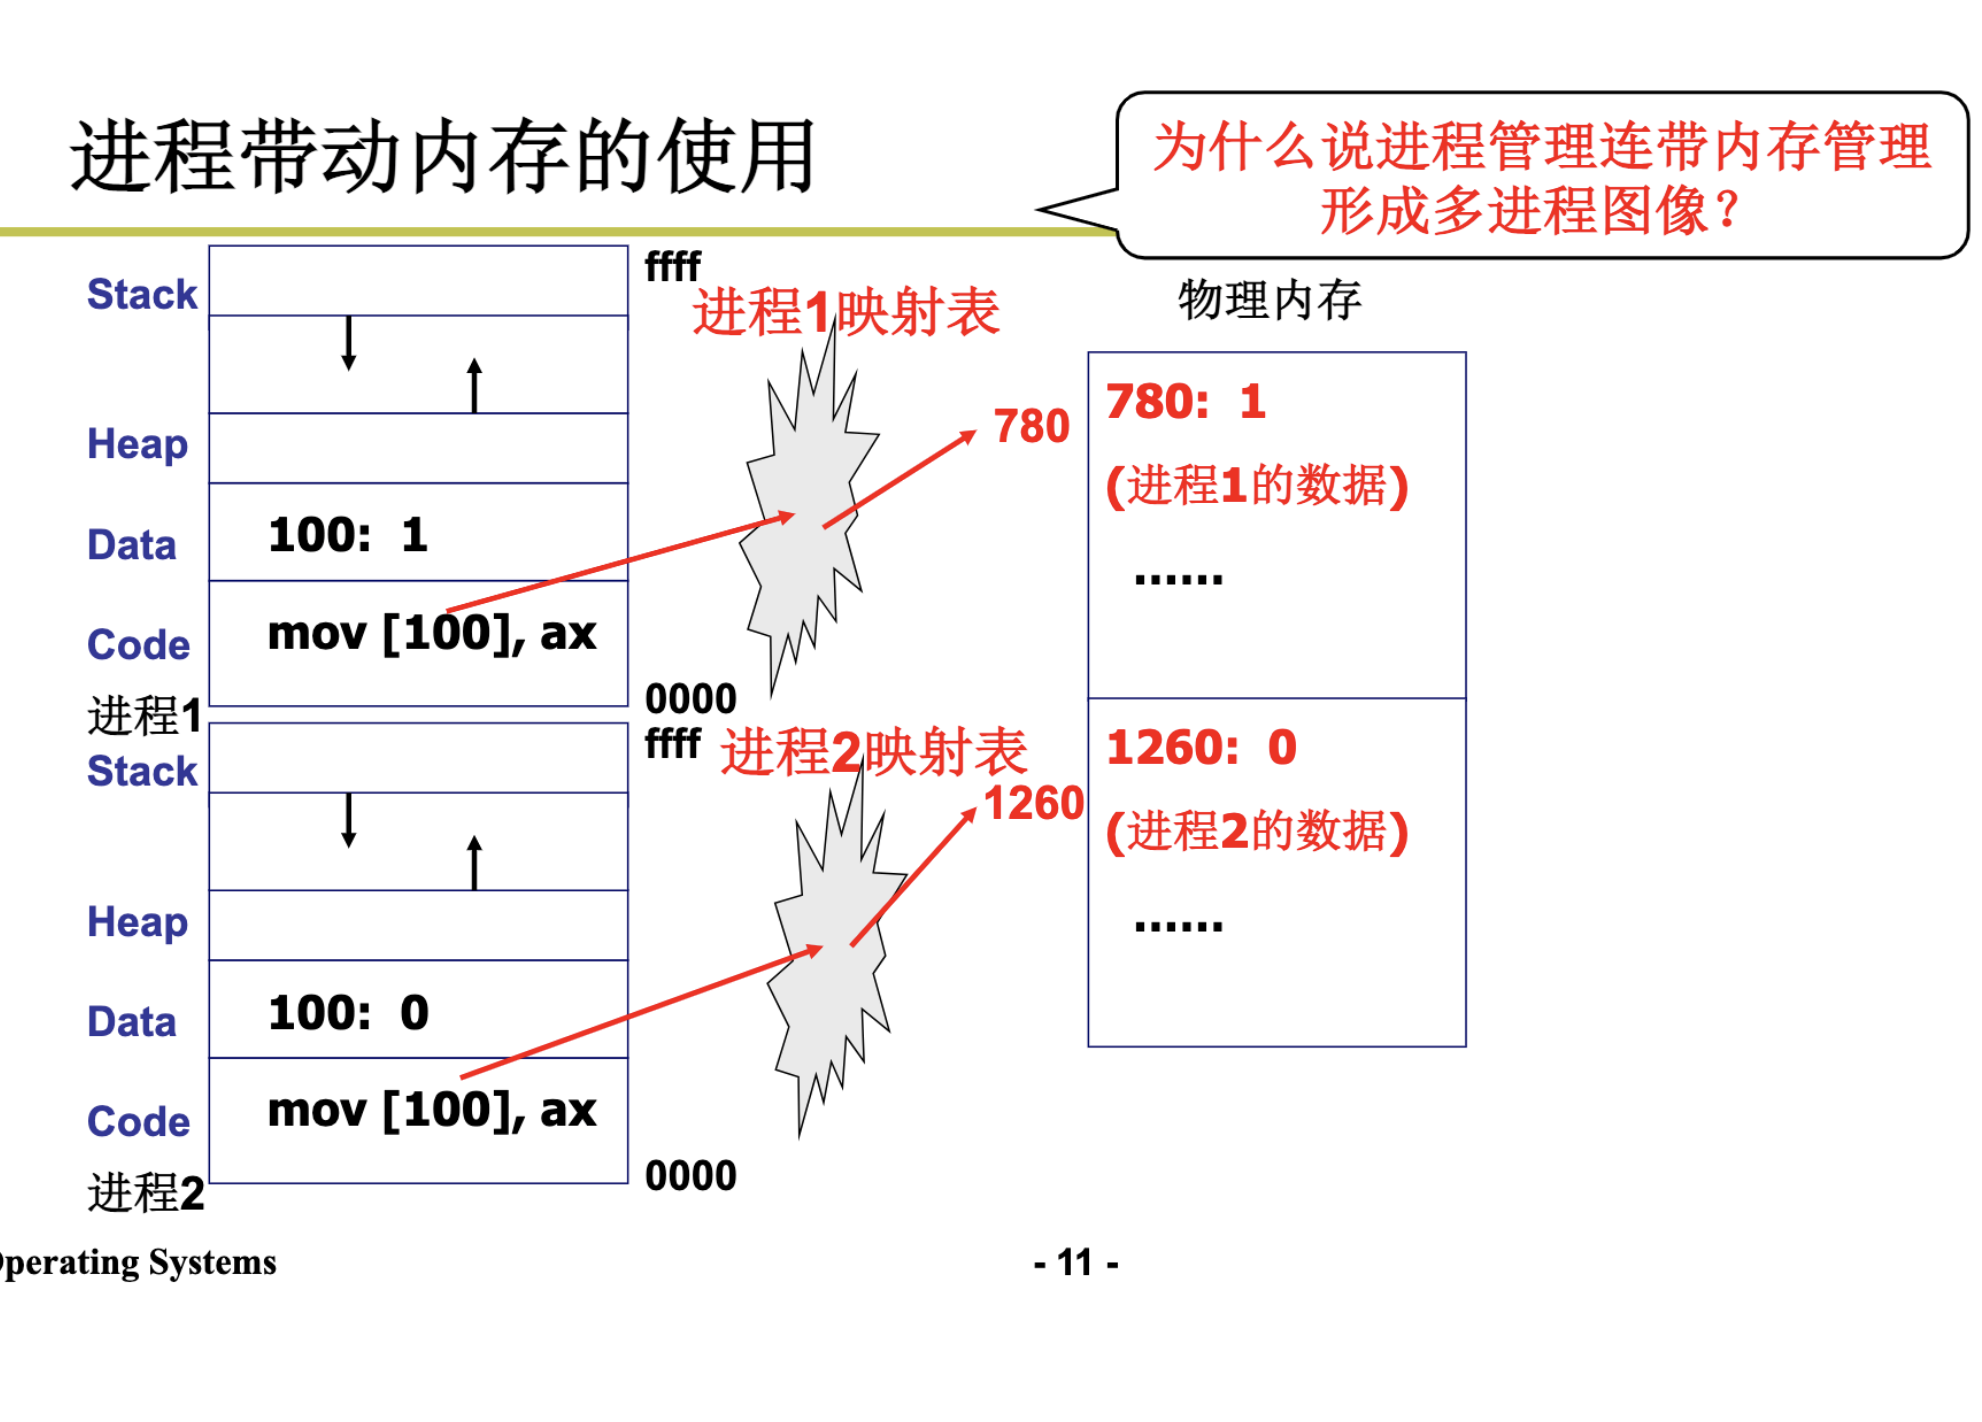 进程带动内存的使用
为什么说进程管理连带内存管理
形成多进程图像？
Stack
ffff
进程1映射表
物理内存
Heap
780
780: 1
(进程1的数据)
Data
100: 1
......
Code
mov [100], ax
进程1
0000
Stack
ffff
进程2映射表
1260
1260: 0
(进程2的数据)
Heap
......
Data
100: 0
Code
mov [100], ax
进程2
0000
Operating Systems
- 11 -